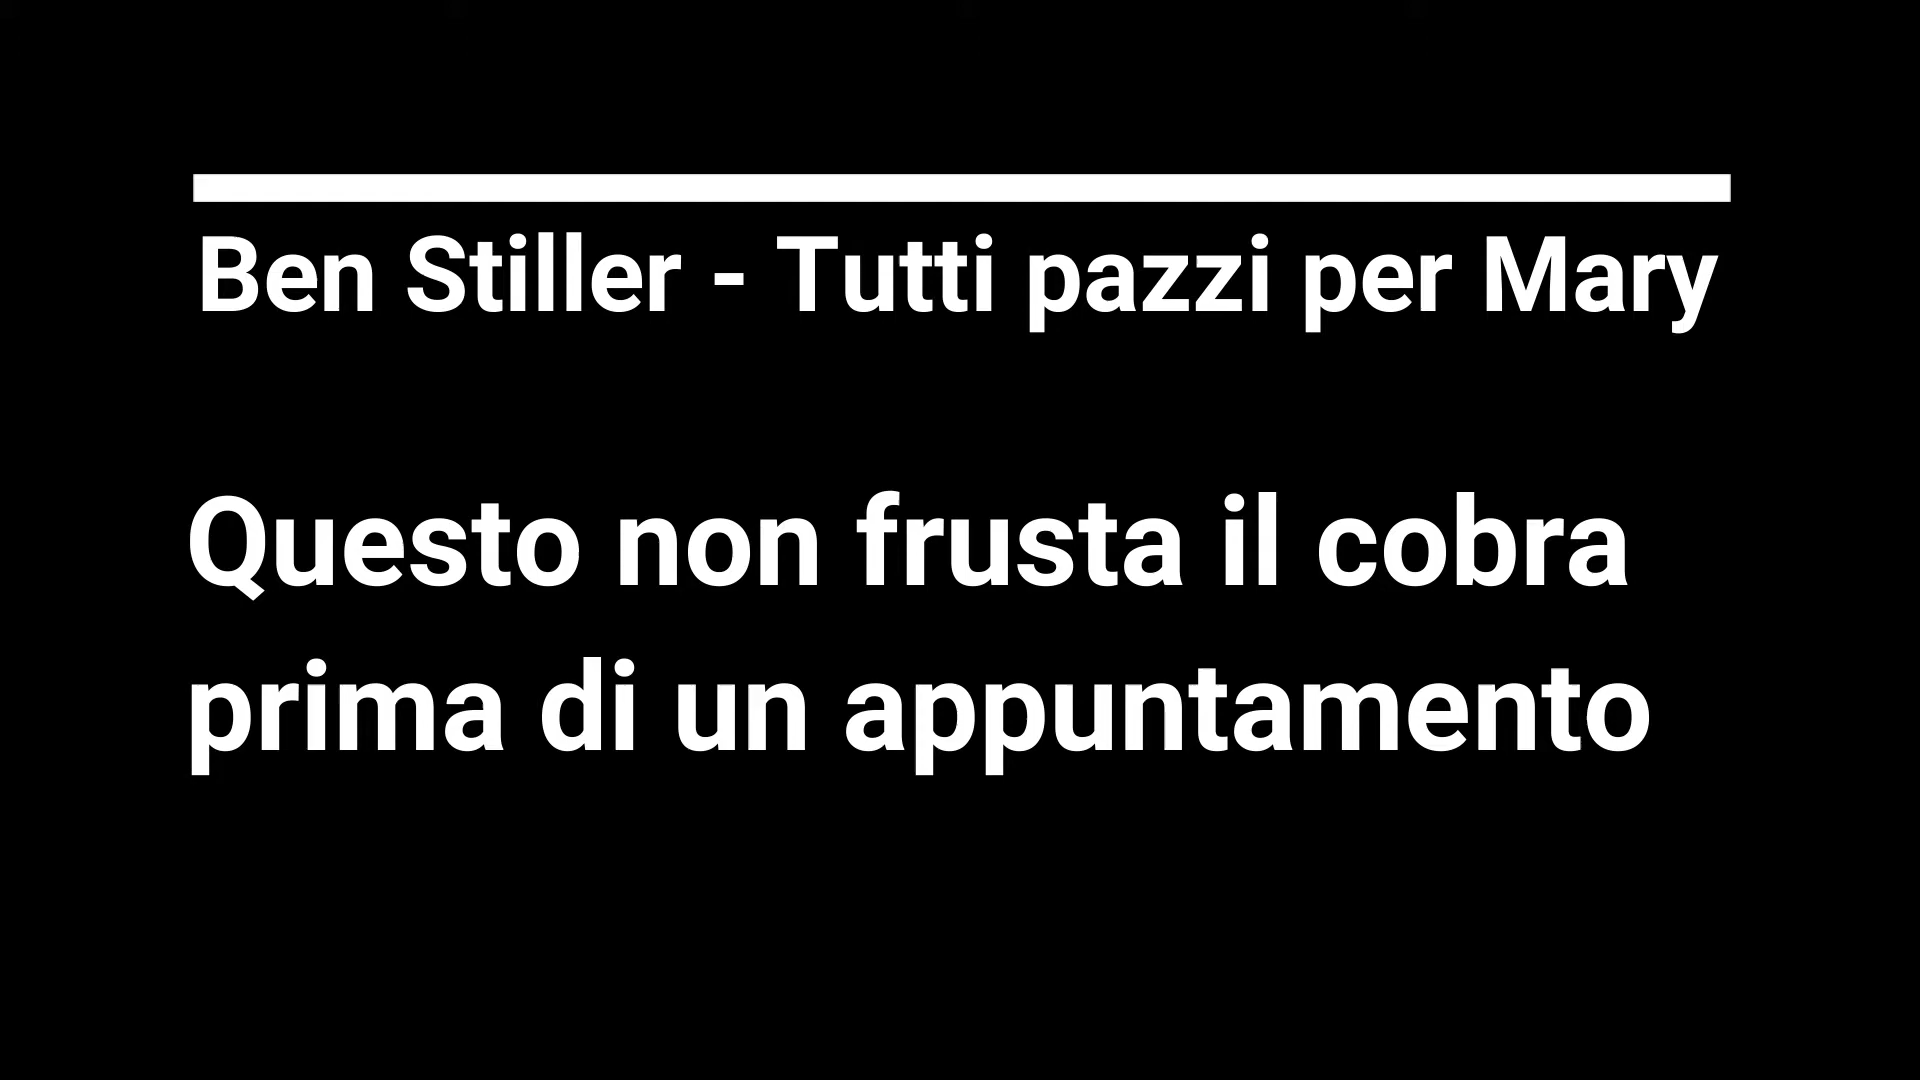 Ben Stiller - Tutti pazzi per Mary
Questo non frusta il cobra
prima di un appuntamento